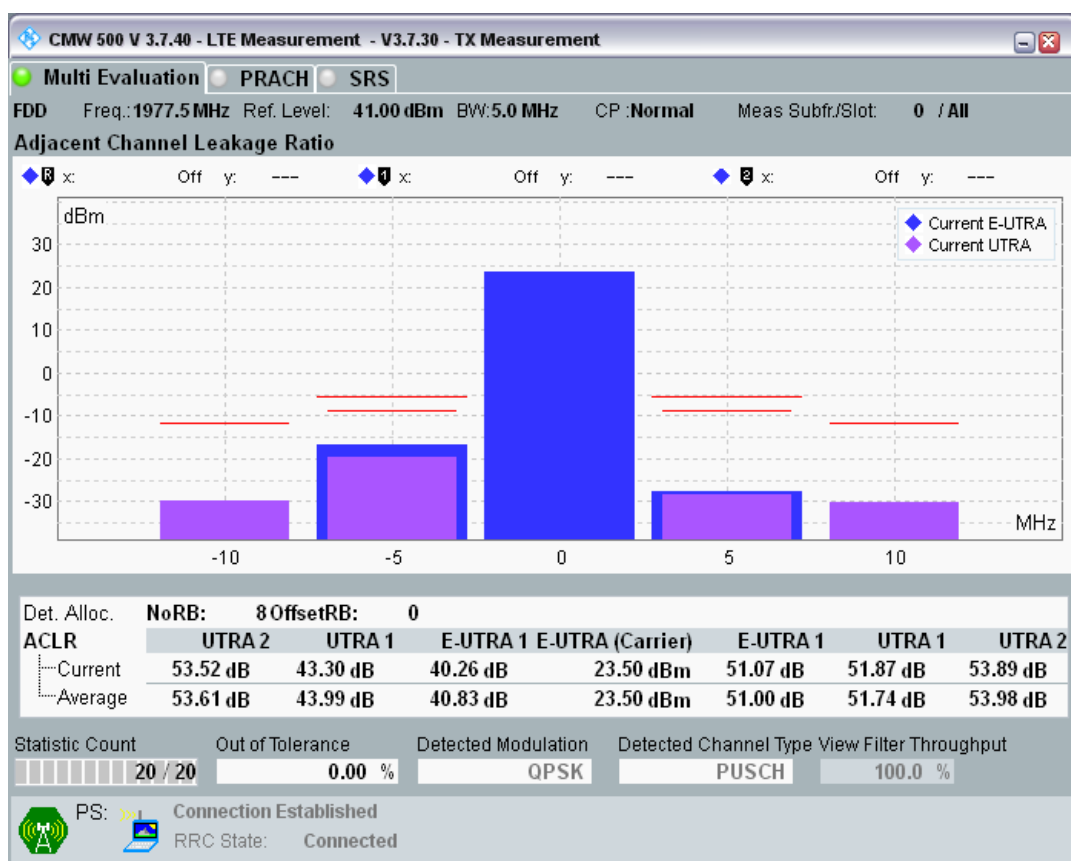 CMW 500 V 3.7.40 - LTE Measurement - V3.7.30 - TX Measurement
Multi Evaluation PRACH SRS
FDD Freq.: 1977.5 MHz Ref. Level: 41.00 dBm BW: 5.0 MHz CP : Normal Meas Subfr./Slot: 0 / All
Adjacent Channel Leakage Ratio
R x: Off y: --- 1 x: Off y: --- 2 x: Off y: ---
dBm
Current E-UTRA
Current UTRA
30
20
10
0
-10
-20
-30
MHz
-10 -5 0 5 10
Det. Alloc. NoRB: 8 OffsetRB: 0
ACLR UTRA 2 UTRA 1 E-UTRA 1 E-UTRA (Carrier) E-UTRA 1 UTRA 1 UTRA 2
Current 53.52 dB 43.30 dB 40.26 dB 23.50 dBm 51.07 dB 51.87 dB 53.89 dB
Average 53.61 dB 43.99 dB 40.83 dB 23.50 dBm 51.00 dB 51.74 dB 53.98 dB
Statistic Count Out of Tolerance Detected Modulation Detected Channel Type View Filter Throughput
20 / 20 0.00 % QPSK PUSCH 100.0 %
PS: Connection Established
RRC State: Connected